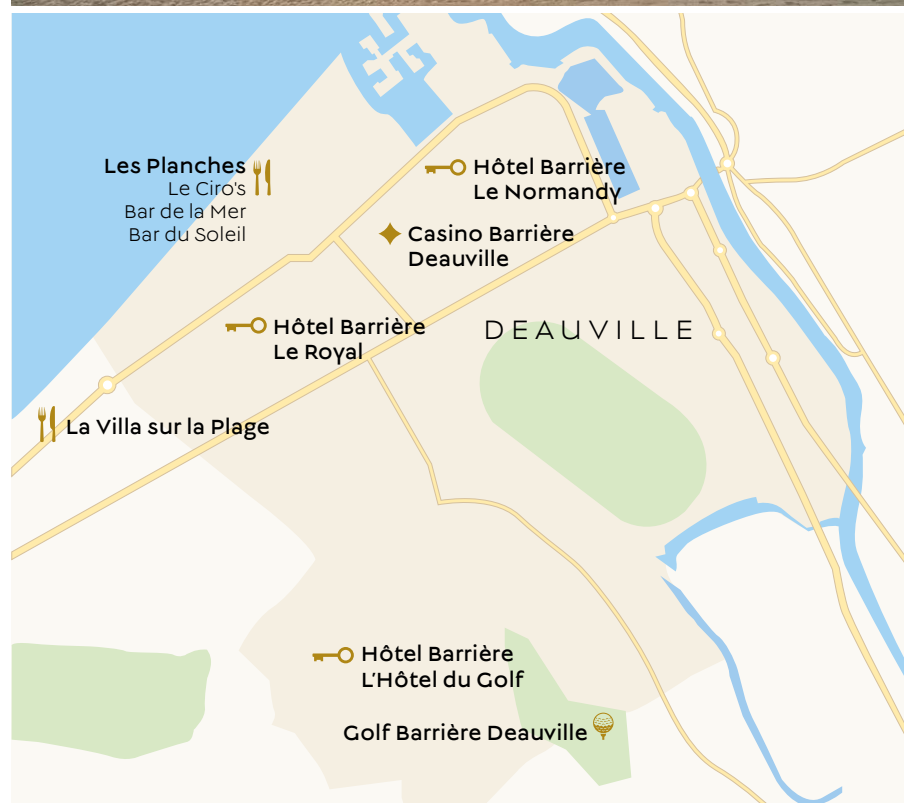 Les Planches
Le Ciro's
Bar de la Mer
Bar du Soleil
Hôtel Barrière
Le Normandy
Casino Barrière
Deauville
Hôtel Barrière
Le Royal
DEAUVILLE
La Villa sur la Plage
Hôtel Barrière
L'Hôtel du Golf
Golf Barrière Deauville